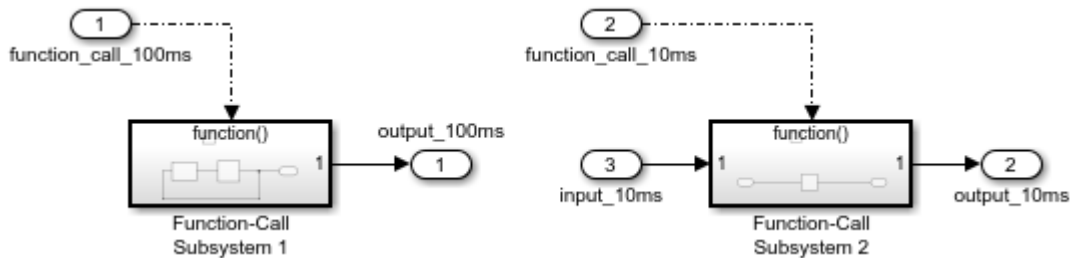 1
function_call_100ms
function()
1
output_100ms
1
Function-Call
Subsystem 1
2
function_call_10ms
3
input_10ms
function()
1
1
2
output_10ms
Function-Call
Subsystem 2